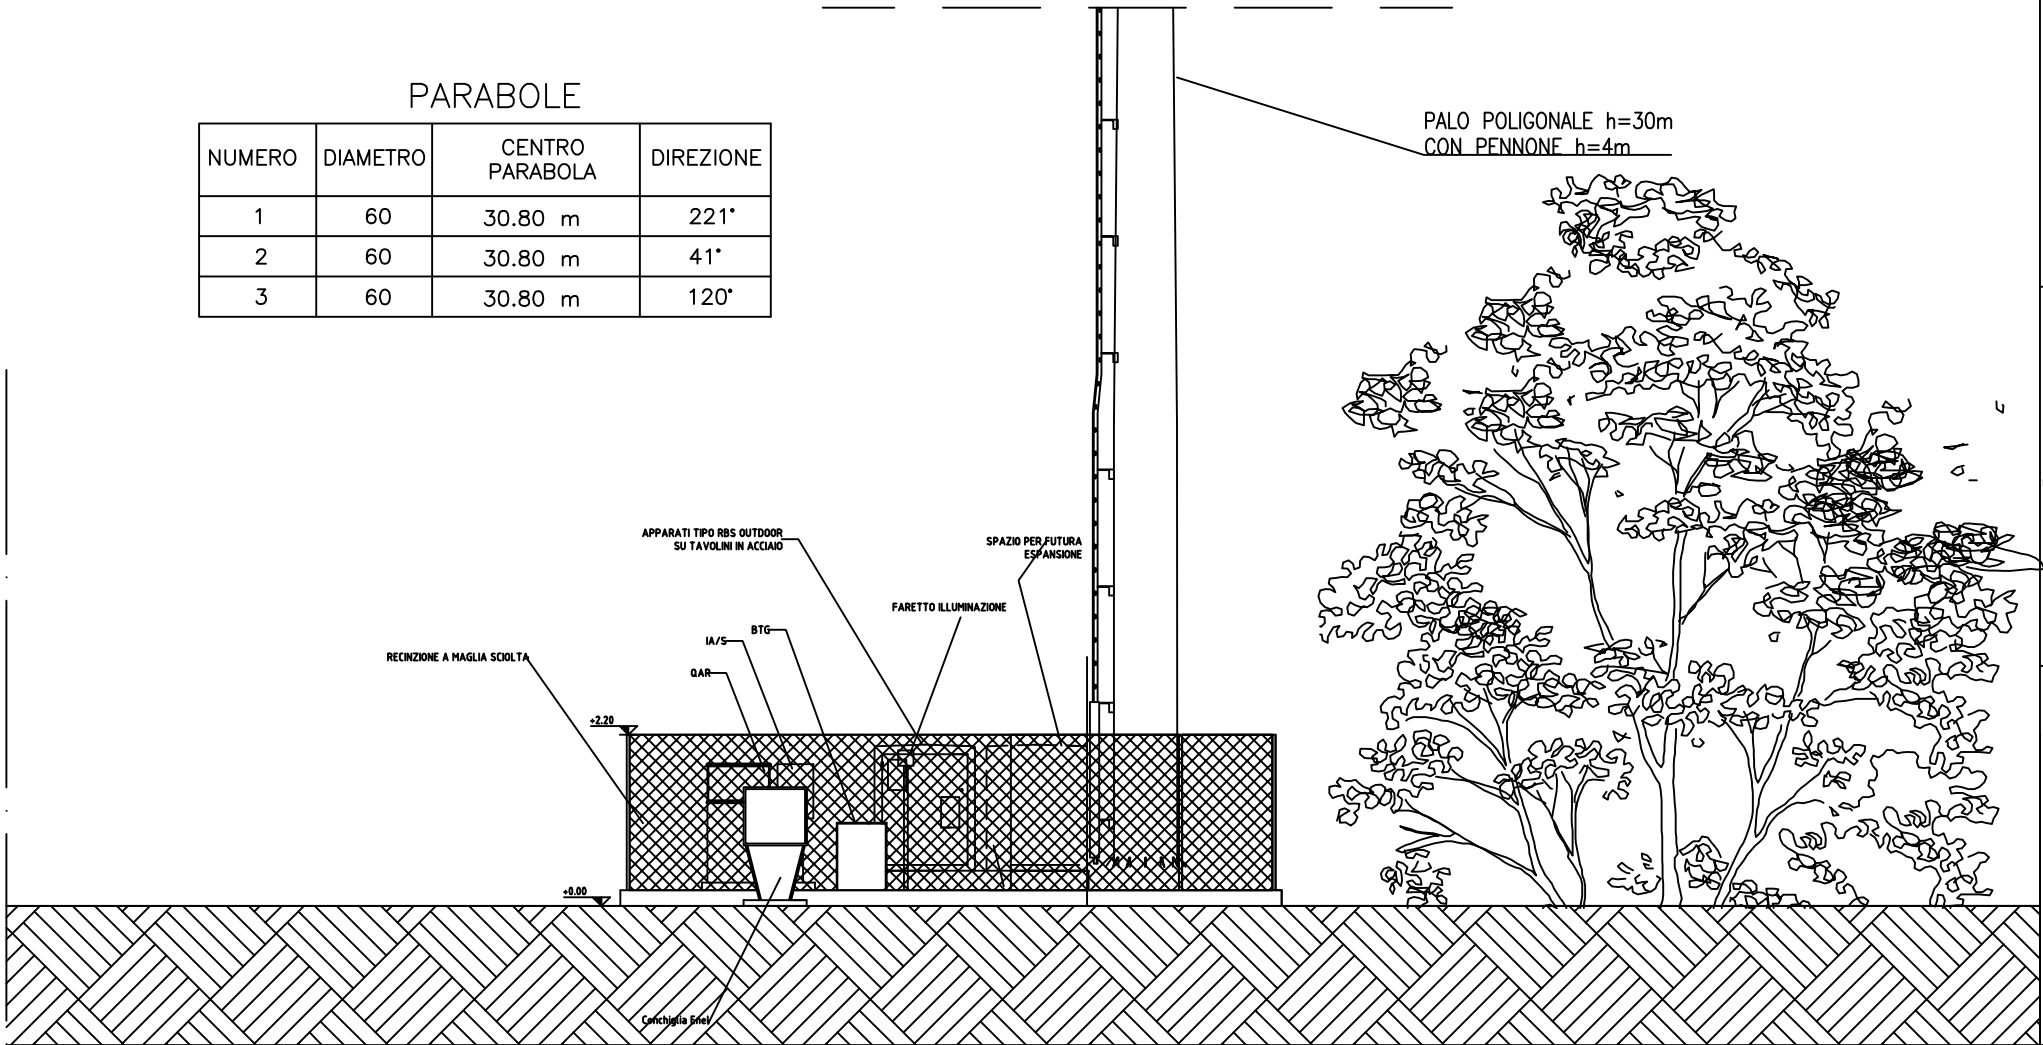 PARABOLE
NUMERO DIAMETRO CENTRO PARABOLA DIREZIONE
1 60 30.80 m 221°
2 60 30.80 m 41°
3 60 30.80 m 120°
PALO POLIGONALE h=30m
CON PENNONE h=4m
APPARATI TIPO RBS OUTDOOR
SU TAVOLINI IN ACCIAIO
SPAZIO PER FUTURA
ESPANSIONE
FARETTO ILLUMINAZIONE
BTG
IA/S
QAR
RECINZIONE A MAGLIA SCIOLTA
+2.20
+0.00
Conchiglia Enel